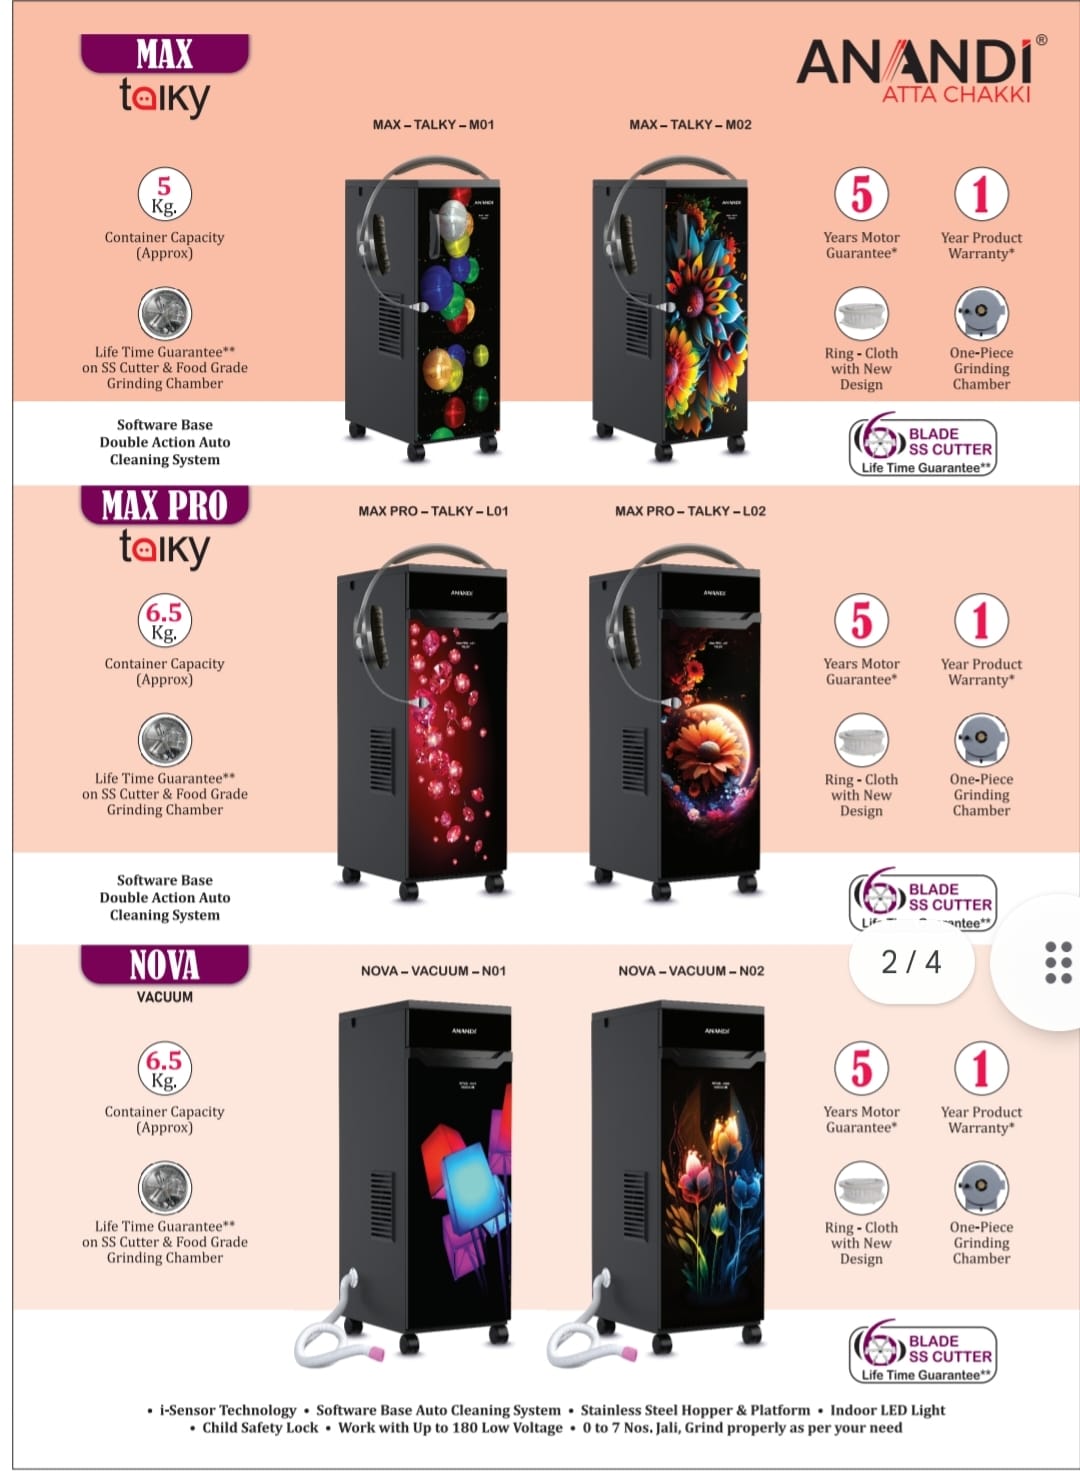 MAX
talky
ANANDI®
ATTA CHAKKI
MAX – TALKY – M01
MAX – TALKY – M02
5
Kg.
Container Capacity
(Approx)
Life Time Guarantee**
on SS Cutter & Food Grade
Grinding Chamber
ANANDI
ANANDI
5
Years Motor
Guarantee*
1
Year Product
Warranty*
Ring - Cloth
with New
Design
One-Piece
Grinding
Chamber
Software Base
Double Action Auto
Cleaning System
6 BLADE
SS CUTTER
Life Time Guarantee**
MAX PRO
talky
MAX PRO – TALKY – L01
MAX PRO – TALKY – L02
6.5
Kg.
Container Capacity
(Approx)
Life Time Guarantee**
on SS Cutter & Food Grade
Grinding Chamber
ANANDI
ANANDI
5
Years Motor
Guarantee*
1
Year Product
Warranty*
Ring - Cloth
with New
Design
One-Piece
Grinding
Chamber
Software Base
Double Action Auto
Cleaning System
6 BLADE
SS CUTTER
2 / 4
NOVA
VACUUM
NOVA – VACUUM – N01
NOVA – VACUUM – N02
6.5
Kg.
Container Capacity
(Approx)
Life Time Guarantee**
on SS Cutter & Food Grade
Grinding Chamber
ANANDI
ANANDI
5
Years Motor
Guarantee*
1
Year Product
Warranty*
Ring - Cloth
with New
Design
One-Piece
Grinding
Chamber
6 BLADE
SS CUTTER
Life Time Guarantee**
• i-Sensor Technology • Software Base Auto Cleaning System • Stainless Steel Hopper & Platform • Indoor LED Light
• Child Safety Lock • Work with Up to 180 Low Voltage • 0 to 7 Nos. Jali, Grind properly as per your need